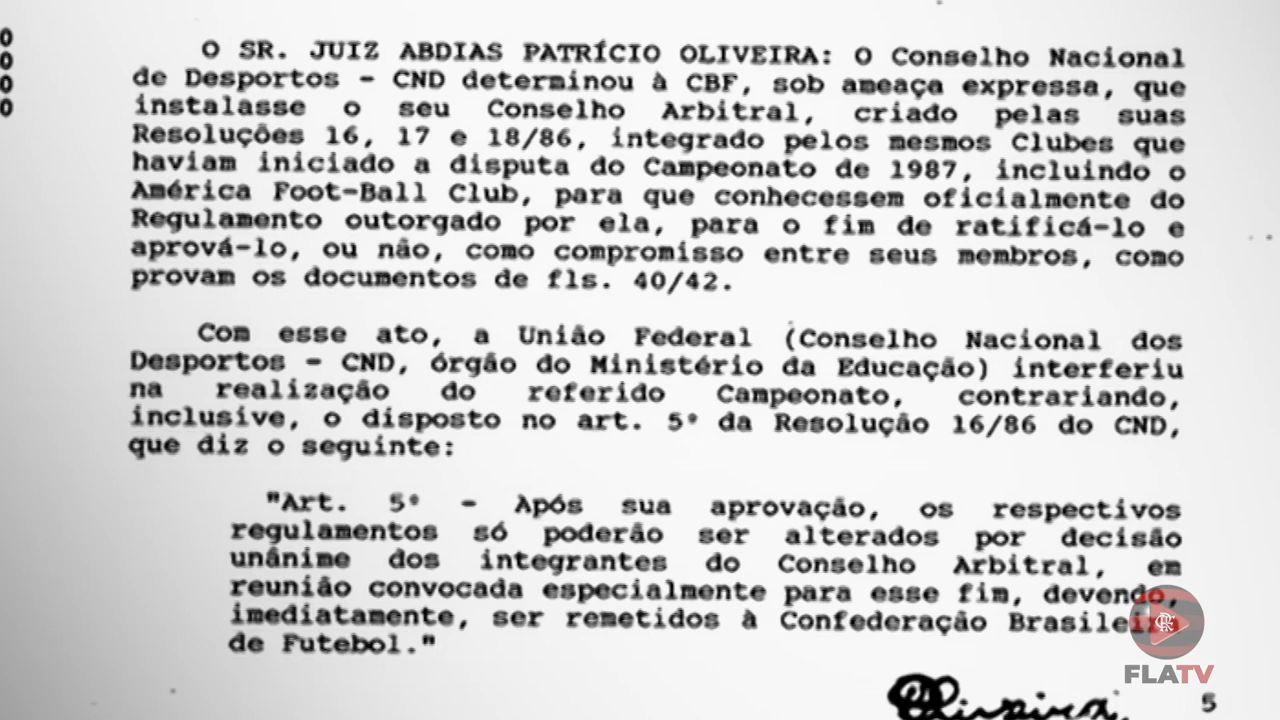 0
0
0
0
O SR. JUIZ ABDIAS PATRÍCIO OLIVEIRA: O Conselho Nacional
de Desportos - CND determinou à CBF, sob ameaça expressa, que
instalasse o seu Conselho Arbitral, criado pelas suas
Resoluções 16, 17 e 18/86, integrado pelos mesmos Clubes que
haviam iniciado a disputa do Campeonato de 1987, incluindo o
América Foot-Ball Club, para que conhecessem oficialmente do
Regulamento outorgado por ela, para o fim de ratificá-lo e
aprová-lo, ou não, como compromisso entre seus membros, como
provam os documentos de fls. 40/42.
Com esse ato, a União Federal (Conselho Nacional dos
Desportos - CND, órgão do Ministério da Educação) interferiu
na realização do referido Campeonato, contrariando,
inclusive, o disposto no art. 5º da Resolução 16/86 do CND,
que diz o seguinte:
"Art. 5º - Após sua aprovação, os respectivos
regulamentos só poderão ser alterados por decisão
unânime dos integrantes do Conselho Arbitral, em
reunião convocada especialmente para esse fim, devendo,
imediatamente, ser remetidos à Confederação Brasileira
de Futebol."
FLATV
5